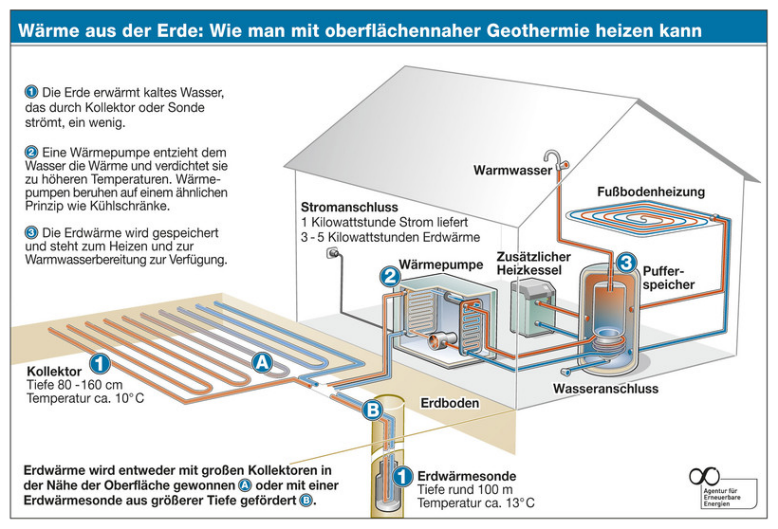 Wärme aus der Erde: Wie man mit oberflächennaher Geothermie heizen kann
1 Die Erde erwärmt kaltes Wasser,
das durch Kollektor oder Sonde
strömt, ein wenig.
2 Eine Wärmepumpe entzieht dem
Wasser die Wärme und verdichtet sie
zu höheren Temperaturen. Wärme-
pumpen beruhen auf einem ähnlichen
Prinzip wie Kühlschränke.
3 Die Erdwärme wird gespeichert
und steht zum Heizen und zur
Warmwasserbereitung zur Verfügung.
Warmwasser
Fußbodenheizung
Stromanschluss
1 Kilowattstunde Strom liefert
3 - 5 Kilowattstunden Erdwärme
2
Wärmepumpe
Zusätzlicher
Heizkessel
3
Puffer-
speicher
Wasseranschluss
1
A
Kollektor
Tiefe 80 - 160 cm
Temperatur ca. 10° C
B
Erdboden
1
Erdwärmesonde
Tiefe rund 100 m
Temperatur ca. 13° C
Erdwärme wird entweder mit großen Kollektoren in
der Nähe der Oberfläche gewonnen A oder mit einer
Erdwärmesonde aus größerer Tiefe gefördert B.
Agentur für
Erneuerbare
Energien